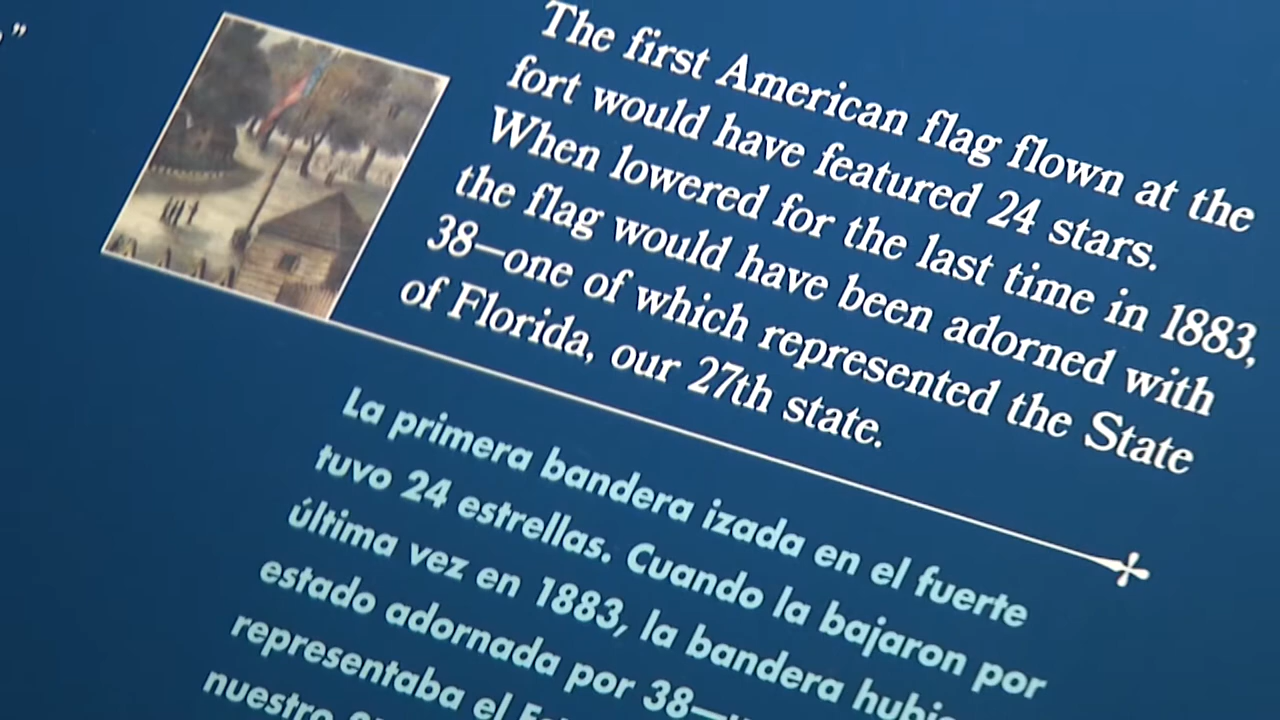 The first American flag flown at the
fort would have featured 24 stars.
When lowered for the last time in 1883,
the flag would have been adorned with
38—one of which represented the State
of Florida, our 27th state.
La primera bandera izada en el fuerte
tuvo 24 estrellas. Cuando la bajaron por
última vez en 1883, la bandera
estado adornada por 38—
representaba el
nuestro